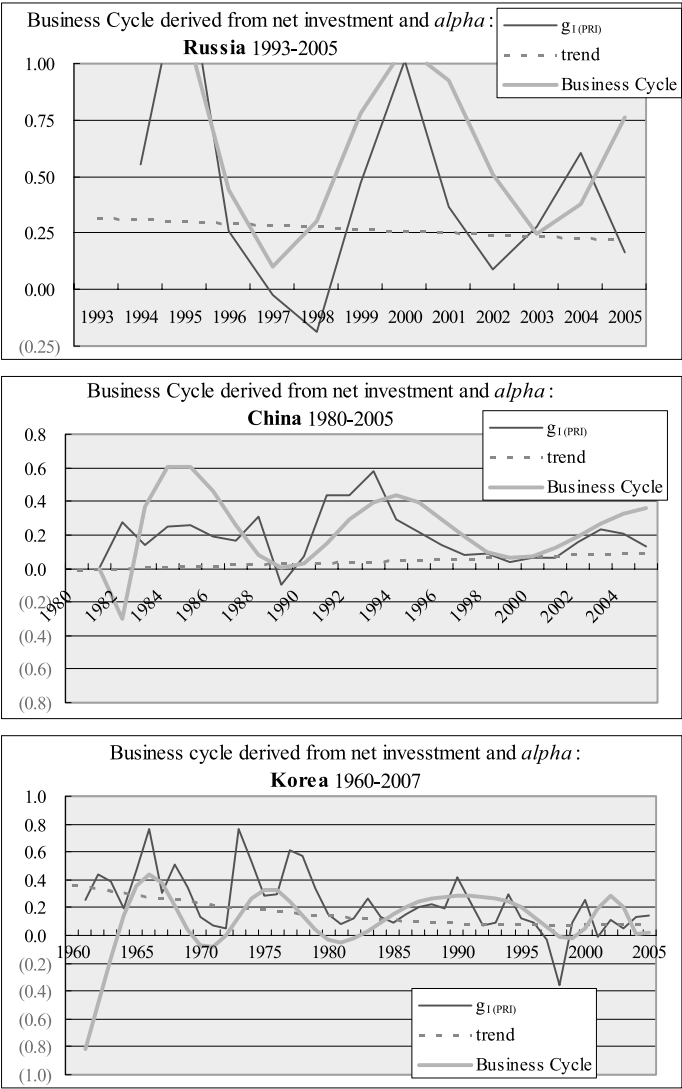 Business Cycle derived from net investment and alpha:
Russia 1993-2005
g I (PRI)
trend
Business Cycle
1.00
0.75
0.50
0.25
0.00
(0.25)
1993 1994 1995 1996 1997 1998 1999 2000 2001 2002 2003 2004 2005
Business Cycle derived from net investment and alpha:
China 1980-2005
g I (PRI)
trend
Business Cycle
0.8
0.6
0.4
0.2
0.0
(0.2)
(0.4)
(0.6)
(0.8)
1980 1982 1984 1986 1988 1990 1992 1994 1996 1998 2000 2002 2004
Business cycle derived from net invesstment and alpha:
Korea 1960-2007
1.0
0.8
0.6
0.4
0.2
0.0
(0.2)
(0.4)
(0.6)
(0.8)
(1.0)
1960 1965 1970 1975 1980 1985 1990 1995 2000 2005
g I (PRI)
trend
Business Cycle